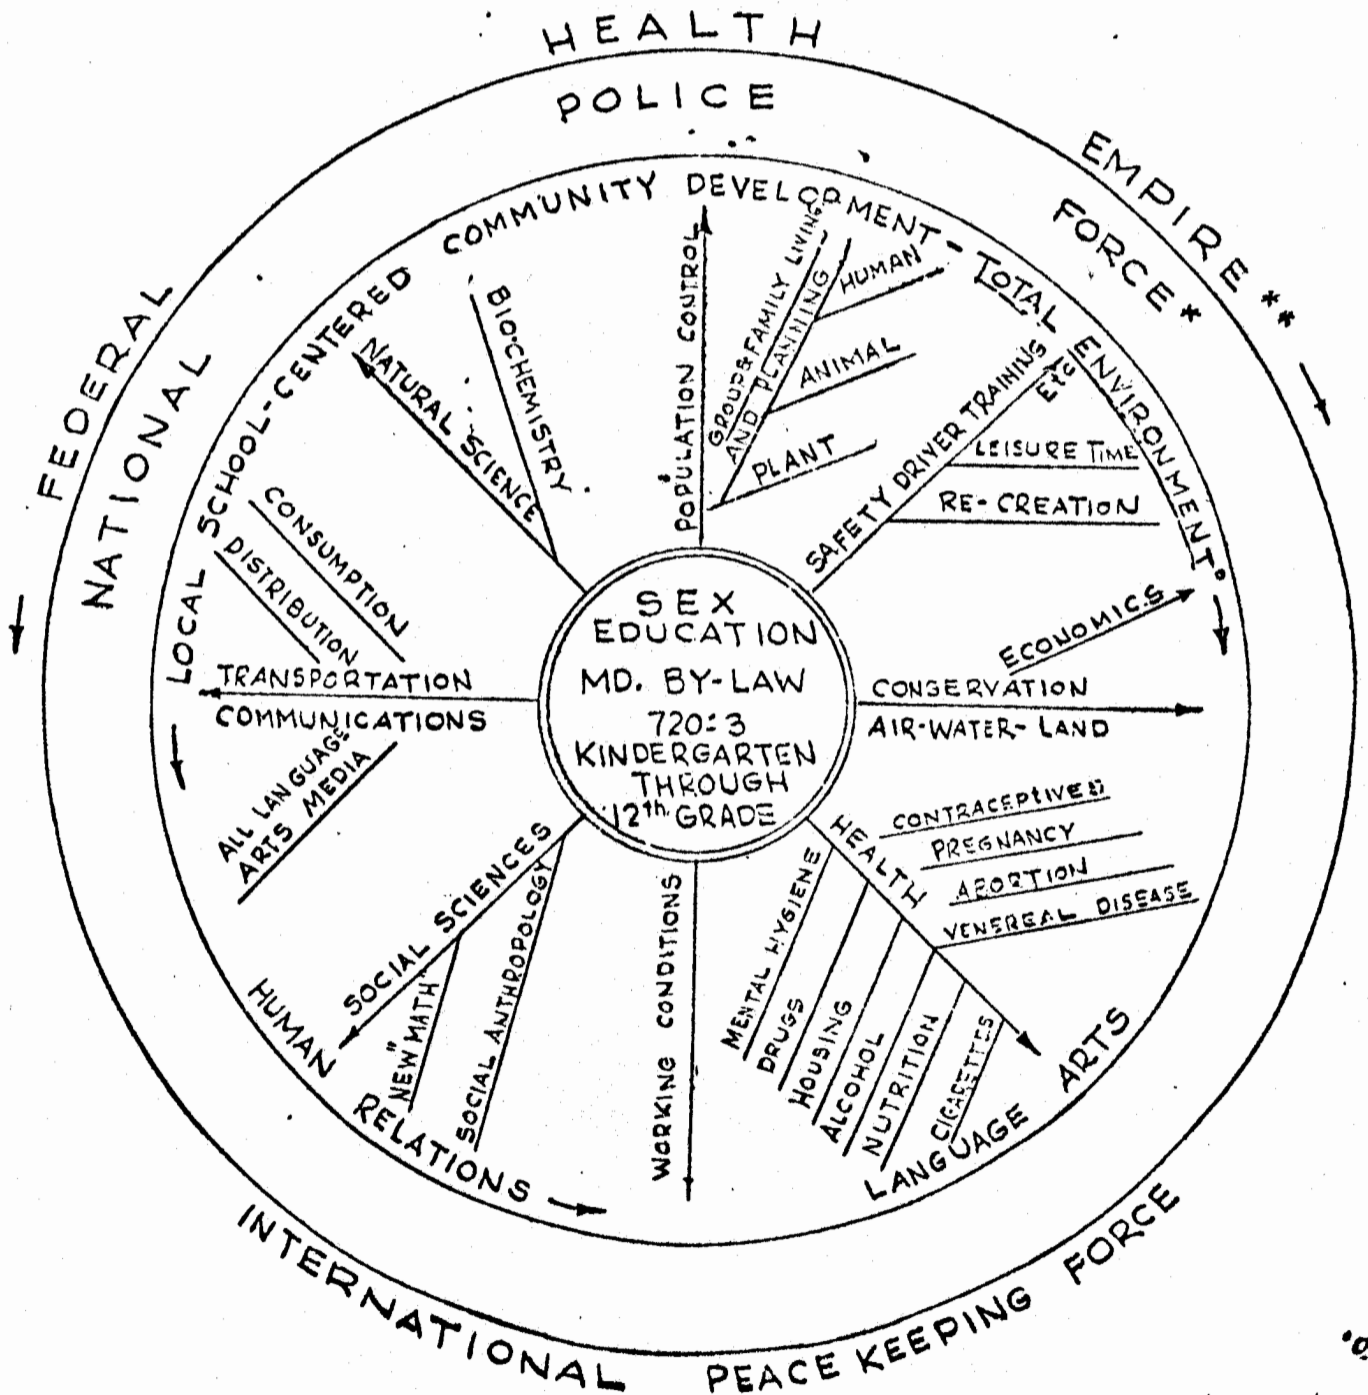 FEDERAL HEALTH EMPIRE **
NATIONAL POLICE FORCE *
INTERNATIONAL PEACE KEEPING FORCE
LOCAL SCHOOL-CENTERED COMMUNITY DEVELOPMENT - TOTAL ENVIRONMENT
HUMAN RELATIONS
LANGUAGE ARTS
SEX
EDUCATION
MD. BY-LAW
720:3
KINDERGARTEN
THROUGH
12th GRADE
POPULATION CONTROL
GROUP & FAMILY LIVING
AND PLANNING
HUMAN
ANIMAL
PLANT
SAFETY DRIVER TRAINING
Etc
LEISURE TIME
RE-CREATION
ECONOMICS
CONSERVATION
AIR-WATER-LAND
HEALTH
CONTRACEPTIVES
PREGNANCY
ABORTION
VENEREAL DISEASE
MENTAL HYGIENE
DRUGS
HOUSING
ALCOHOL
NUTRITION
CIGARETTES
WORKING CONDITIONS
SOCIAL SCIENCES
"NEW MATH"
SOCIAL ANTHROPOLOGY
TRANSPORTATION
COMMUNICATIONS
ALL LANGUAGE
ARTS MEDIA
DISTRIBUTION
CONSUMPTION
NATURAL SCIENCE
BIOCHEMISTRY